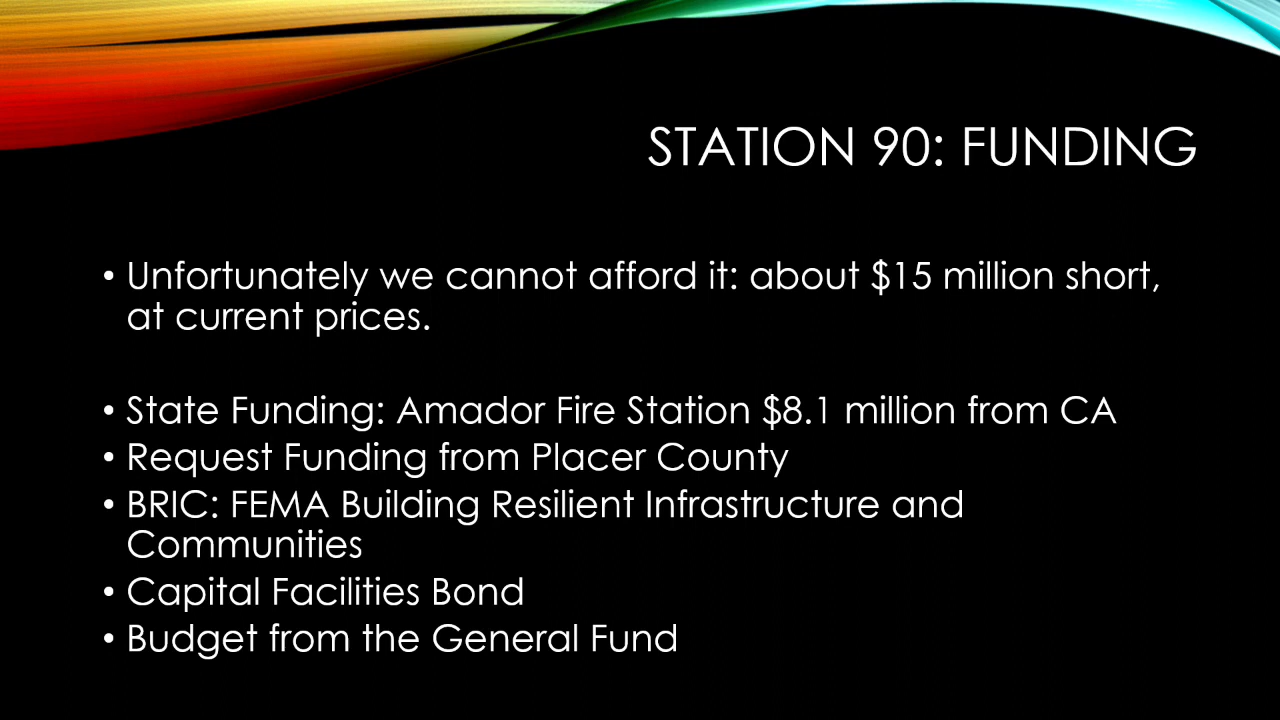 STATION 90: FUNDING
• Unfortunately we cannot afford it: about $15 million short,
at current prices.
• State Funding: Amador Fire Station $8.1 million from CA
• Request Funding from Placer County
• BRIC: FEMA Building Resilient Infrastructure and
Communities
• Capital Facilities Bond
• Budget from the General Fund